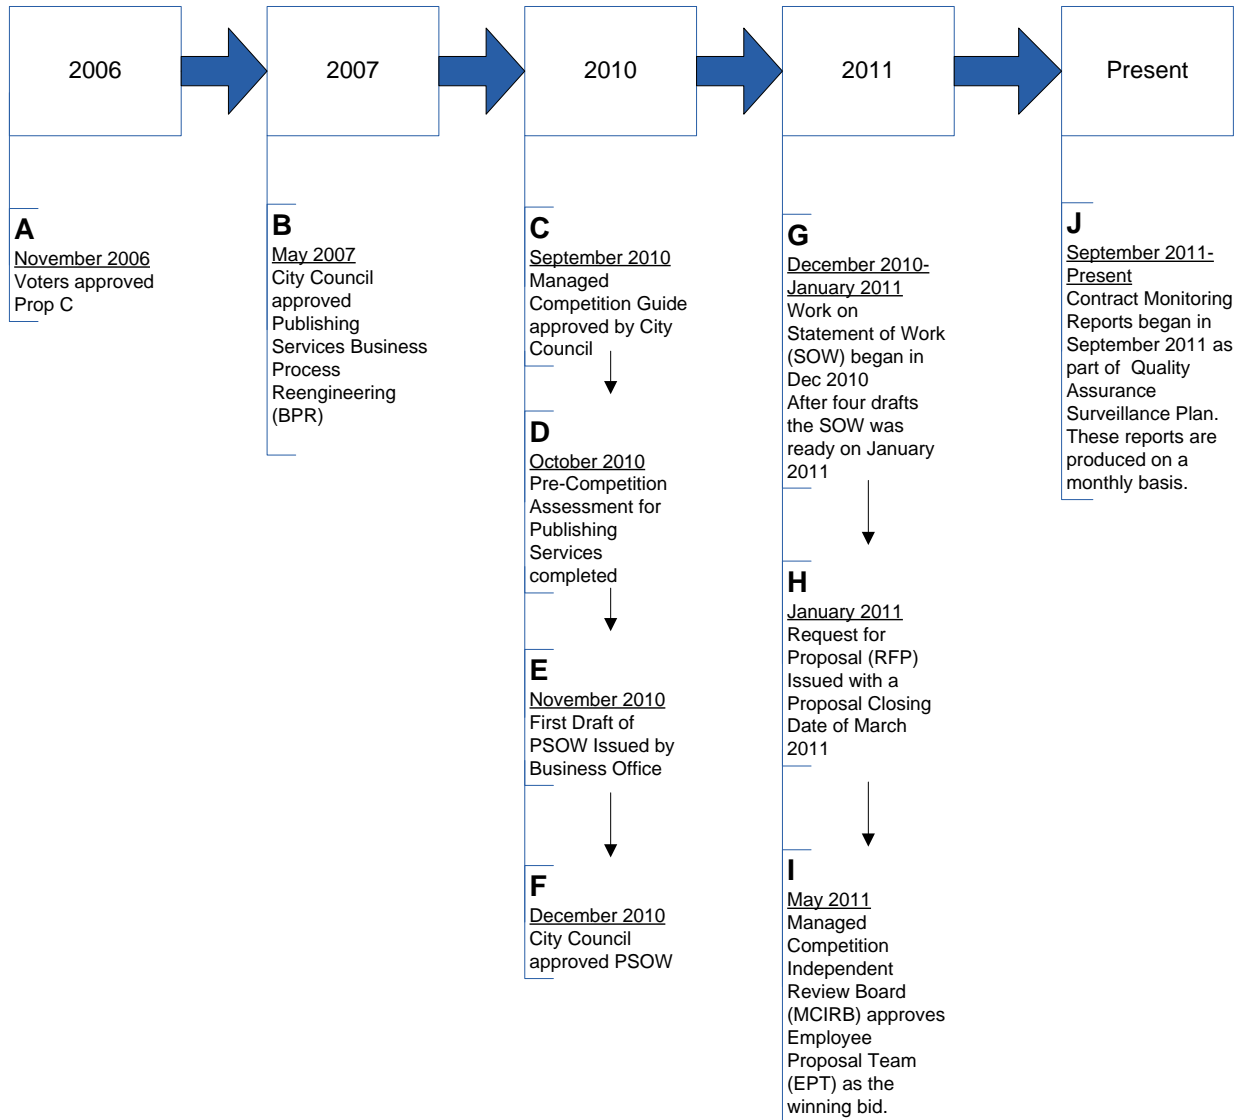 2006
2007
2010
2011
Present
A
November 2006
Voters approved
Prop C
B
May 2007
City Council
approved
Publishing
Services Business
Process
Reengineering
(BPR)
C
September 2010
Managed
Competition Guide
approved by City
Council
D
October 2010
Pre-Competition
Assessment for
Publishing
Services
completed
E
November 2010
First Draft of
PSOW Issued by
Business Office
F
December 2010
City Council
approved PSOW
G
December 2010-
January 2011
Work on
Statement of Work
(SOW) began in
Dec 2010
After four drafts
the SOW was
ready on January
2011
H
January 2011
Request for
Proposal (RFP)
Issued with a
Proposal Closing
Date of March
2011
I
May 2011
Managed
Competition
Independent
Review Board
(MCIRB) approves
Employee
Proposal Team
(EPT) as the
winning bid.
J
September 2011-
Present
Contract Monitoring
Reports began in
September 2011 as
part of  Quality
Assurance
Surveillance Plan.
These reports are
produced on a
monthly basis.